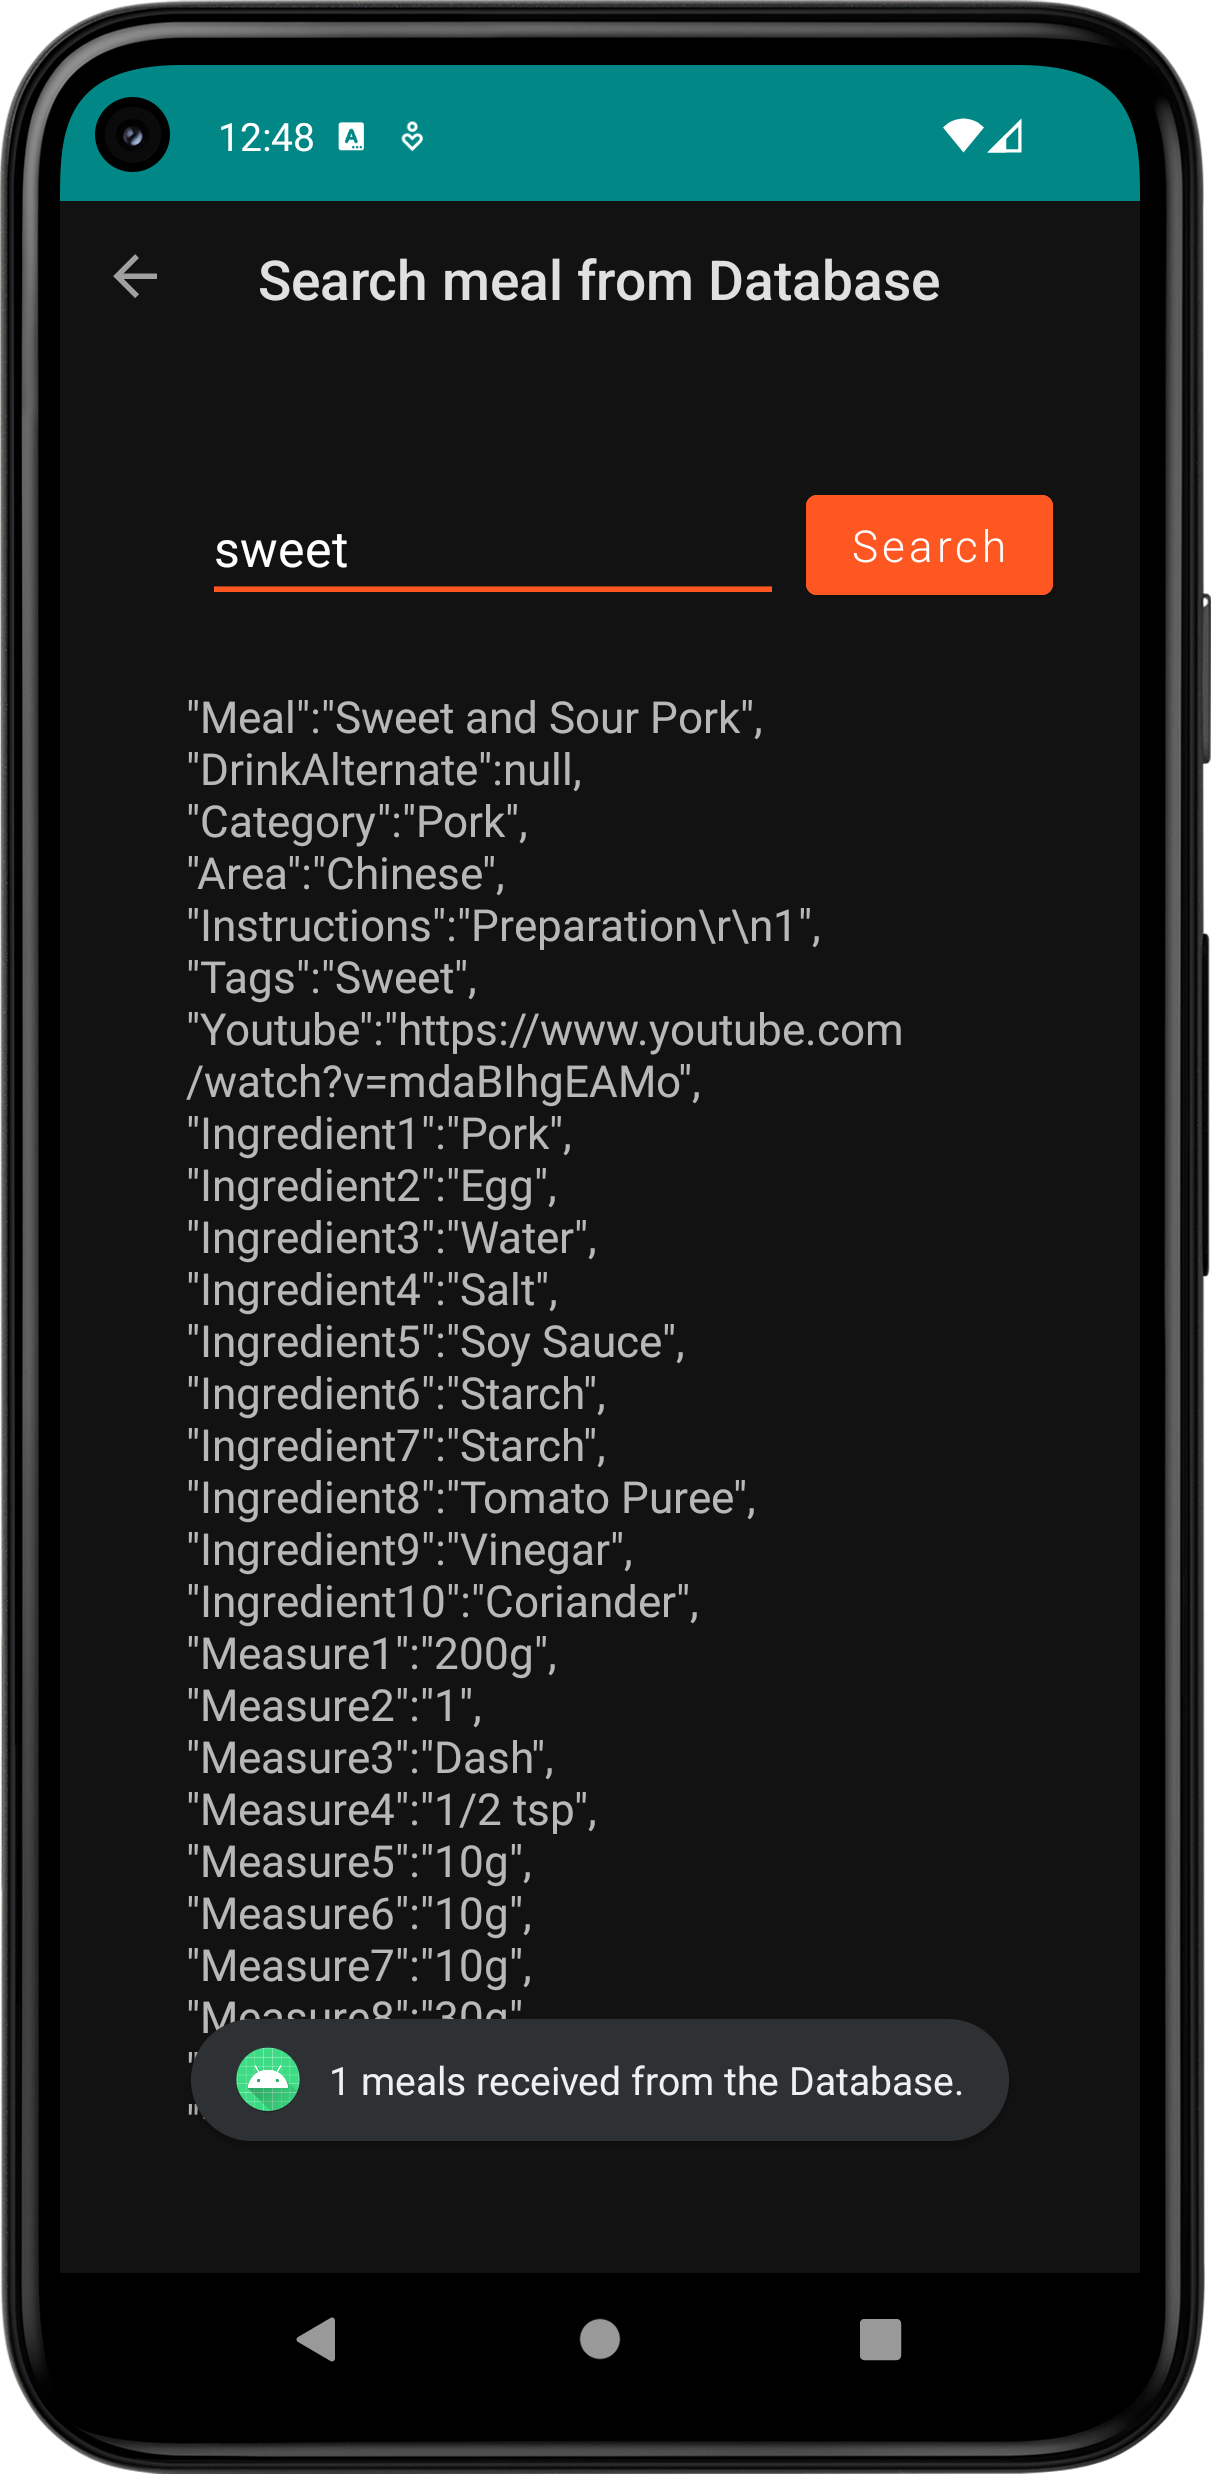 12:48
Search meal from Database
sweet
Search
"Meal":"Sweet and Sour Pork",
"DrinkAlternate":null,
"Category":"Pork",
"Area":"Chinese",
"Instructions":"Preparation\r\n1",
"Tags":"Sweet",
"Youtube":"https://www.youtube.com
/watch?v=mdaBIhgEAMo",
"Ingredient1":"Pork",
"Ingredient2":"Egg",
"Ingredient3":"Water",
"Ingredient4":"Salt",
"Ingredient5":"Soy Sauce",
"Ingredient6":"Starch",
"Ingredient7":"Starch",
"Ingredient8":"Tomato Puree",
"Ingredient9":"Vinegar",
"Ingredient10":"Coriander",
"Measure1":"200g",
"Measure2":"1",
"Measure3":"Dash",
"Measure4":"1/2 tsp",
"Measure5":"10g",
"Measure6":"10g",
"Measure7":"10g",
"Measure8":"30g"
1 meals received from the Database.